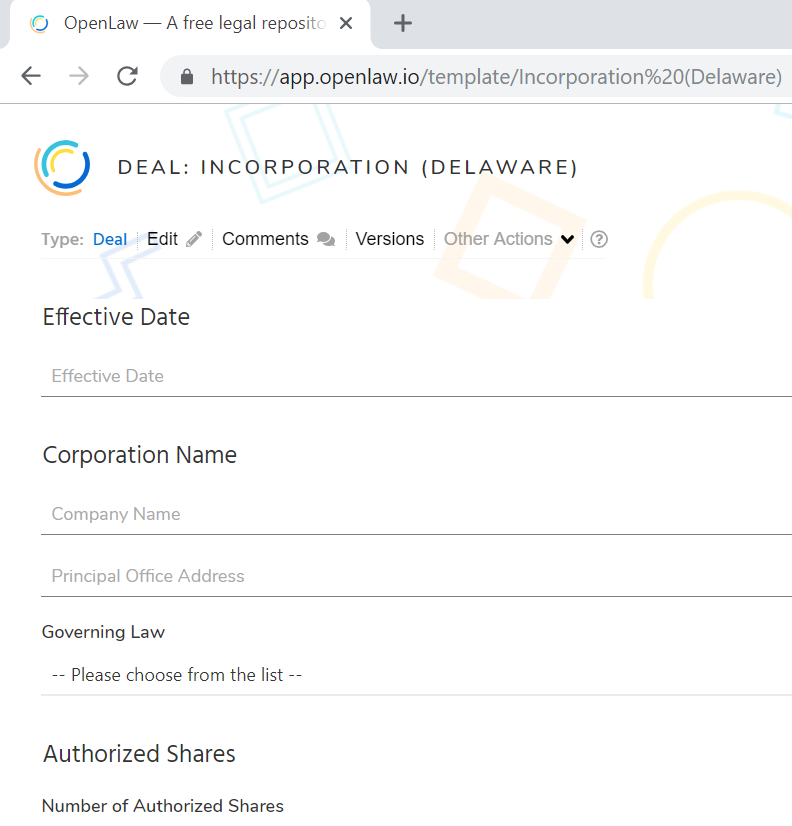 OpenLaw — A free legal reposito
https://app.openlaw.io/template/Incorporation%20(Delaware)
DEAL: INCORPORATION (DELAWARE)
Type: Deal Edit Comments Versions Other Actions ?
Effective Date
Effective Date
Corporation Name
Company Name
Principal Office Address
Governing Law
-- Please choose from the list --
Authorized Shares
Number of Authorized Shares